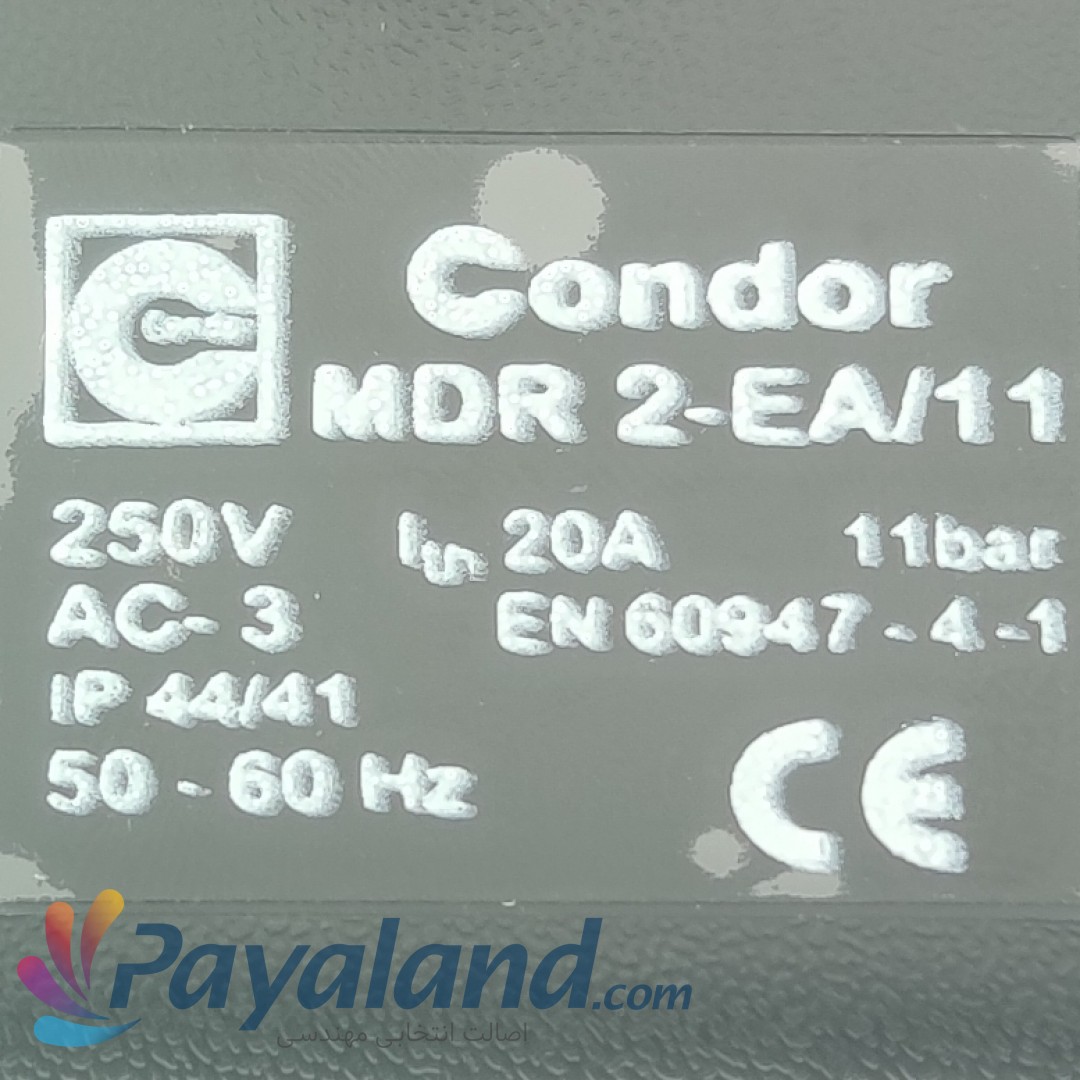 Condor
Condor
MDR 2-EA/11
250V Ith 20A 11bar
AC-3 EN 60947-4-1
IP 44/41
50-60 Hz
CE
Payaland.com
اصالت انتخابی مهندسی